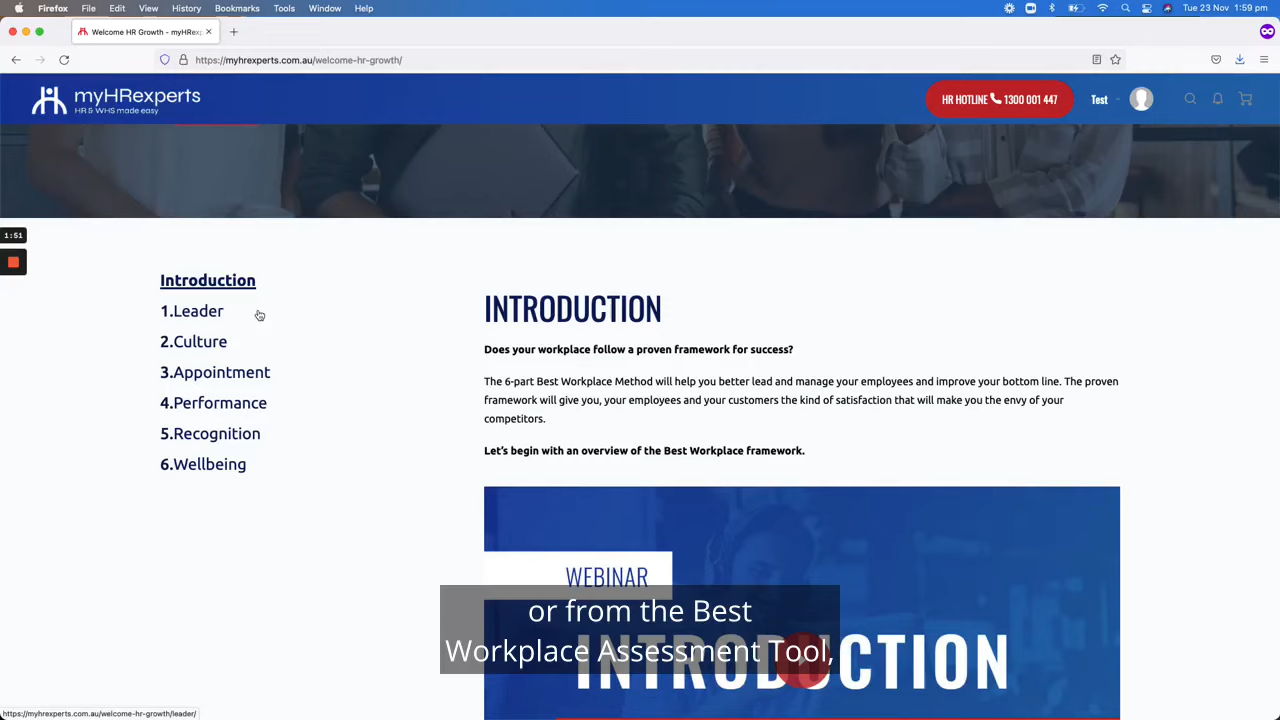 Firefox File Edit View History Bookmarks Tools Window Help
Tue 23 Nov 1:59 pm
Welcome HR Growth - myHRexp
https://myhrexperts.com.au/welcome-hr-growth/
myHRexperts
HR & WHS made easy
HR HOTLINE 1300 001 447
Test
1:51
Introduction
1.Leader
2.Culture
3.Appointment
4.Performance
5.Recognition
6.Wellbeing
INTRODUCTION
Does your workplace follow a proven framework for success?
The 6-part Best Workplace Method will help you better lead and manage your employees and improve your bottom line. The proven
framework will give you, your employees and your customers the kind of satisfaction that will make you the envy of your
competitors.
Let's begin with an overview of the Best Workplace framework.
WEBINAR
INTRODUCTION
or from the Best
Workplace Assessment Tool,
https://myhrexperts.com.au/welcome-hr-growth/leader/